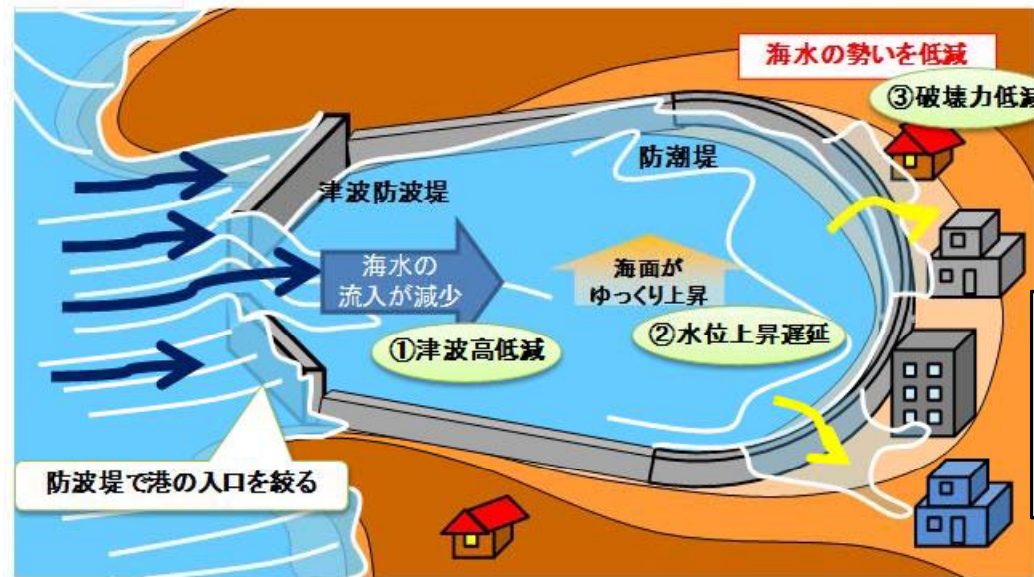 海水の勢いを低減
③破壊力低減
防潮堤
津波防波堤
海水の
流入が減少
海面が
ゆっくり上昇
①津波高低減
②水位上昇遅延
防波堤で港の入口を絞る